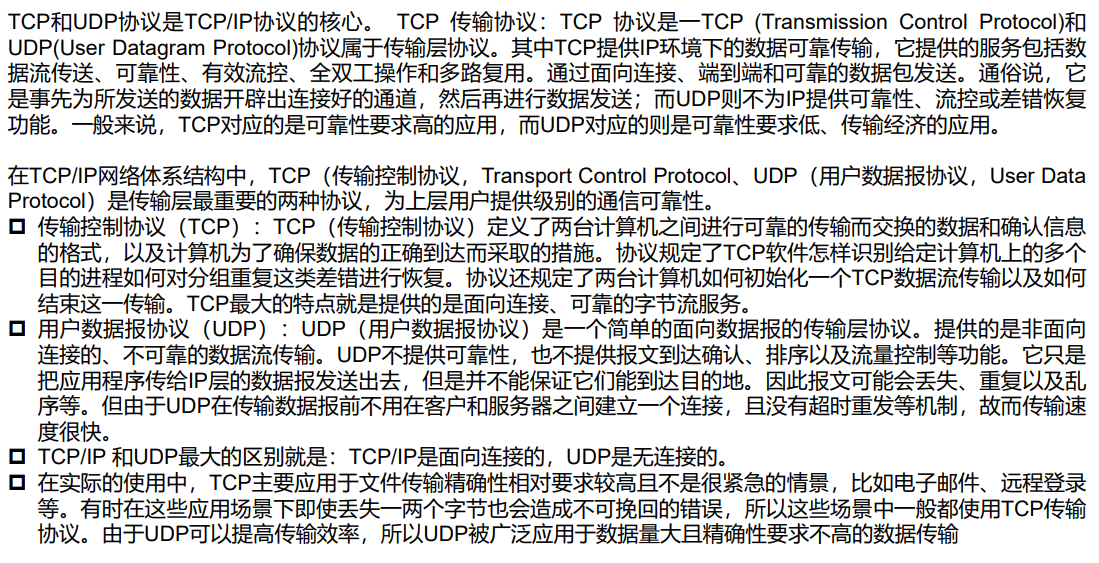 TCP和UDP协议是TCP/IP协议的核心。 TCP 传输协议：TCP 协议是一TCP (Transmission Control Protocol)和
UDP(User Datagram Protocol)协议属于传输层协议。其中TCP提供IP环境下的数据可靠传输，它提供的服务包括数
据流传送、可靠性、有效流控、全双工操作和多路复用。通过面向连接、端到端和可靠的数据包发送。通俗说，它
是事先为所发送的数据开辟出连接好的通道，然后再进行数据发送；而UDP则不为IP提供可靠性、流控或差错恢复
功能。一般来说，TCP对应的是可靠性要求高的应用，而UDP对应的则是可靠性要求低、传输经济的应用。
在TCP/IP网络体系结构中，TCP（传输控制协议，Transport Control Protocol、UDP（用户数据报协议，User Data
Protocol）是传输层最重要的两种协议，为上层用户提供级别的通信可靠性。
传输控制协议（TCP）：TCP（传输控制协议）定义了两台计算机之间进行可靠的传输而交换的数据和确认信息
的格式，以及计算机为了确保数据的正确到达而采取的措施。协议规定了TCP软件怎样识别给定计算机上的多个
目的进程如何对分组重复这类差错进行恢复。协议还规定了两台计算机如何初始化一个TCP数据流传输以及如何
结束这一传输。TCP最大的特点就是提供的是面向连接、可靠的字节流服务。
用户数据报协议（UDP）：UDP（用户数据报协议）是一个简单的面向数据报的传输层协议。提供的是非面向
连接的、不可靠的数据流传输。UDP不提供可靠性，也不提供报文到达确认、排序以及流量控制等功能。它只是
把应用程序传给IP层的数据报发送出去，但是并不能保证它们能到达目的地。因此报文可能会丢失、重复以及乱
序等。但由于UDP在传输数据报前不用在客户和服务器之间建立一个连接，且没有超时重发等机制，故而传输速
度很快。
TCP/IP 和UDP最大的区别就是：TCP/IP是面向连接的，UDP是无连接的。
在实际的使用中，TCP主要应用于文件传输精确性相对要求较高且不是很紧急的情景，比如电子邮件、远程登录
等。有时在这些应用场景下即使丢失一两个字节也会造成不可挽回的错误，所以这些场景中一般都使用TCP传输
协议。由于UDP可以提高传输效率，所以UDP被广泛应用于数据量大且精确性要求不高的数据传输